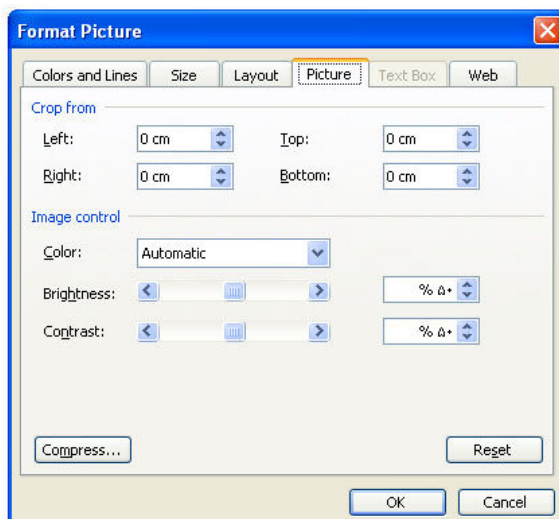 Format Picture
Colors and Lines Size Layout Picture Text Box Web
Crop from
Left: 0 cm Top: 0 cm
Right: 0 cm Bottom: 0 cm
Image control
Color: Automatic
Brightness: % ۵۰
Contrast: % ۵۰
Compress... Reset
OK Cancel